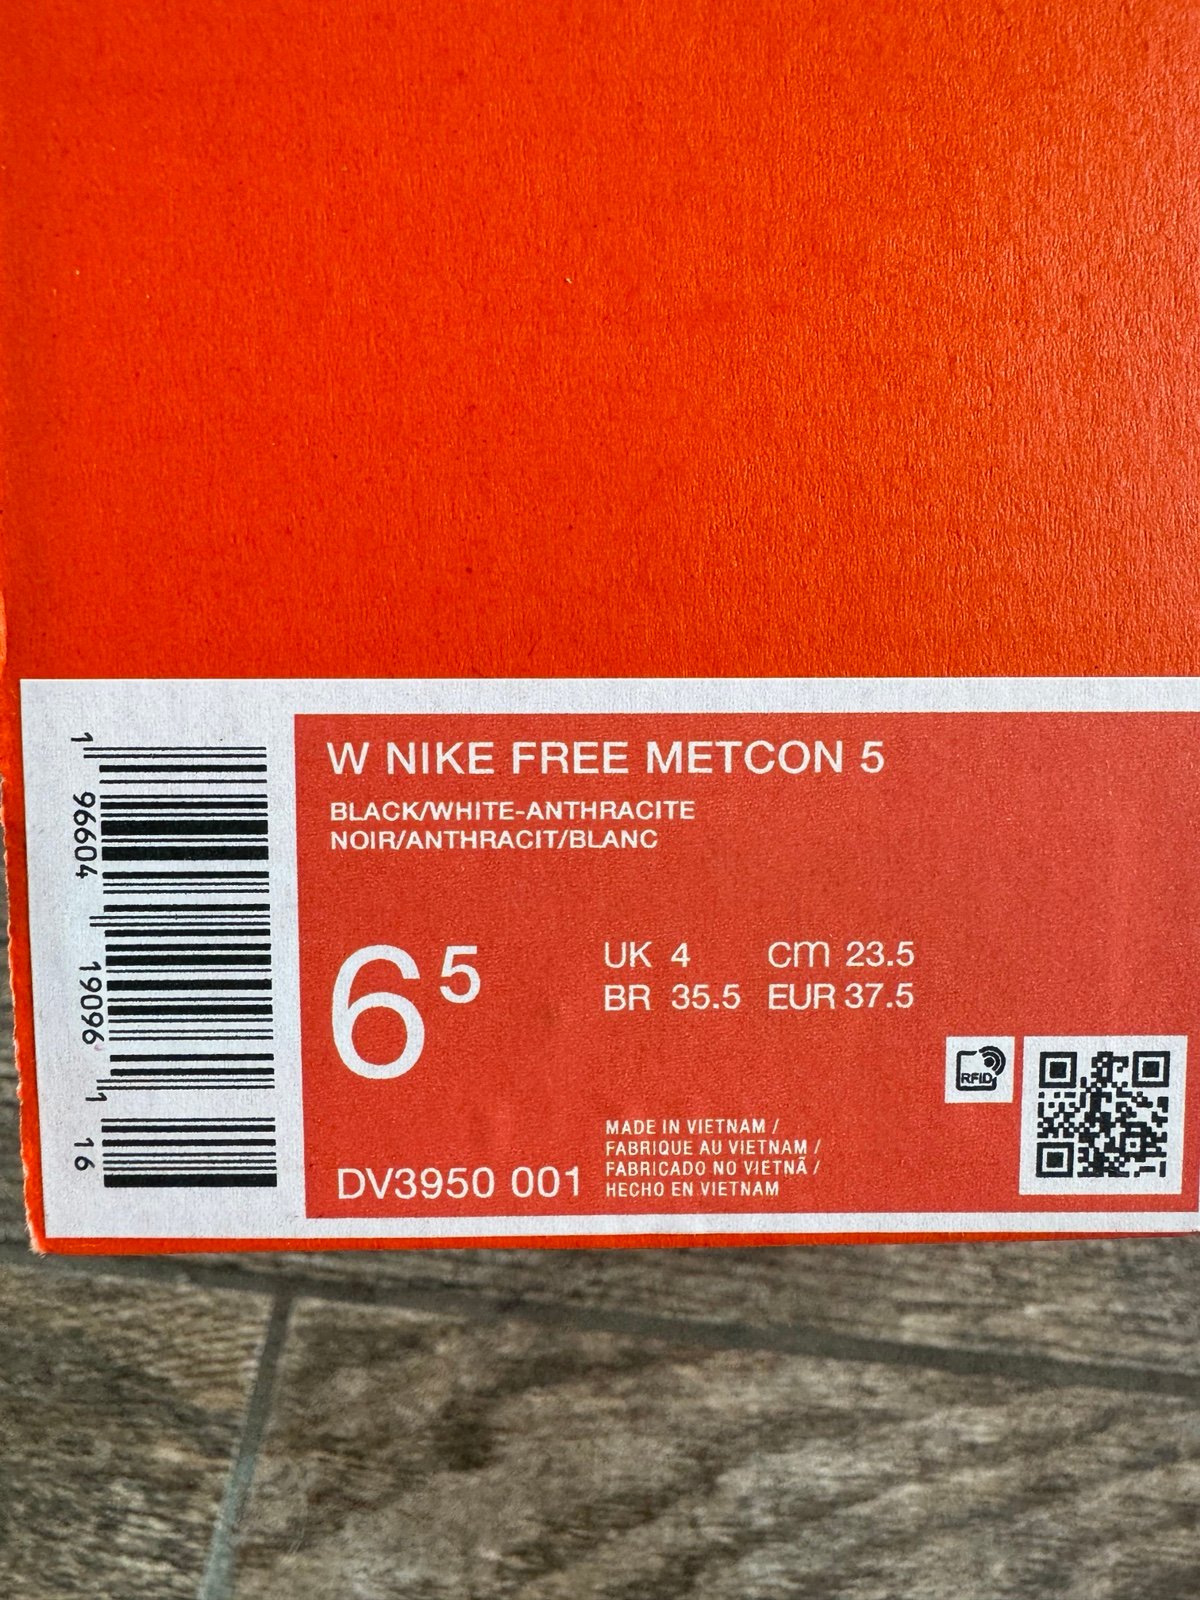 W NIKE FREE METCON 5
BLACK/WHITE-ANTHRACITE
NOIR/ANTHRACIT/BLANC
6 5
UK 4 CM 23.5
BR 35.5 EUR 37.5
RFID
MADE IN VIETNAM /
FABRIQUE AU VIETNAM /
FABRICADO NO VIETNÃ /
HECHO EN VIETNAM
DV3950 001
1 96604 19096 1 16